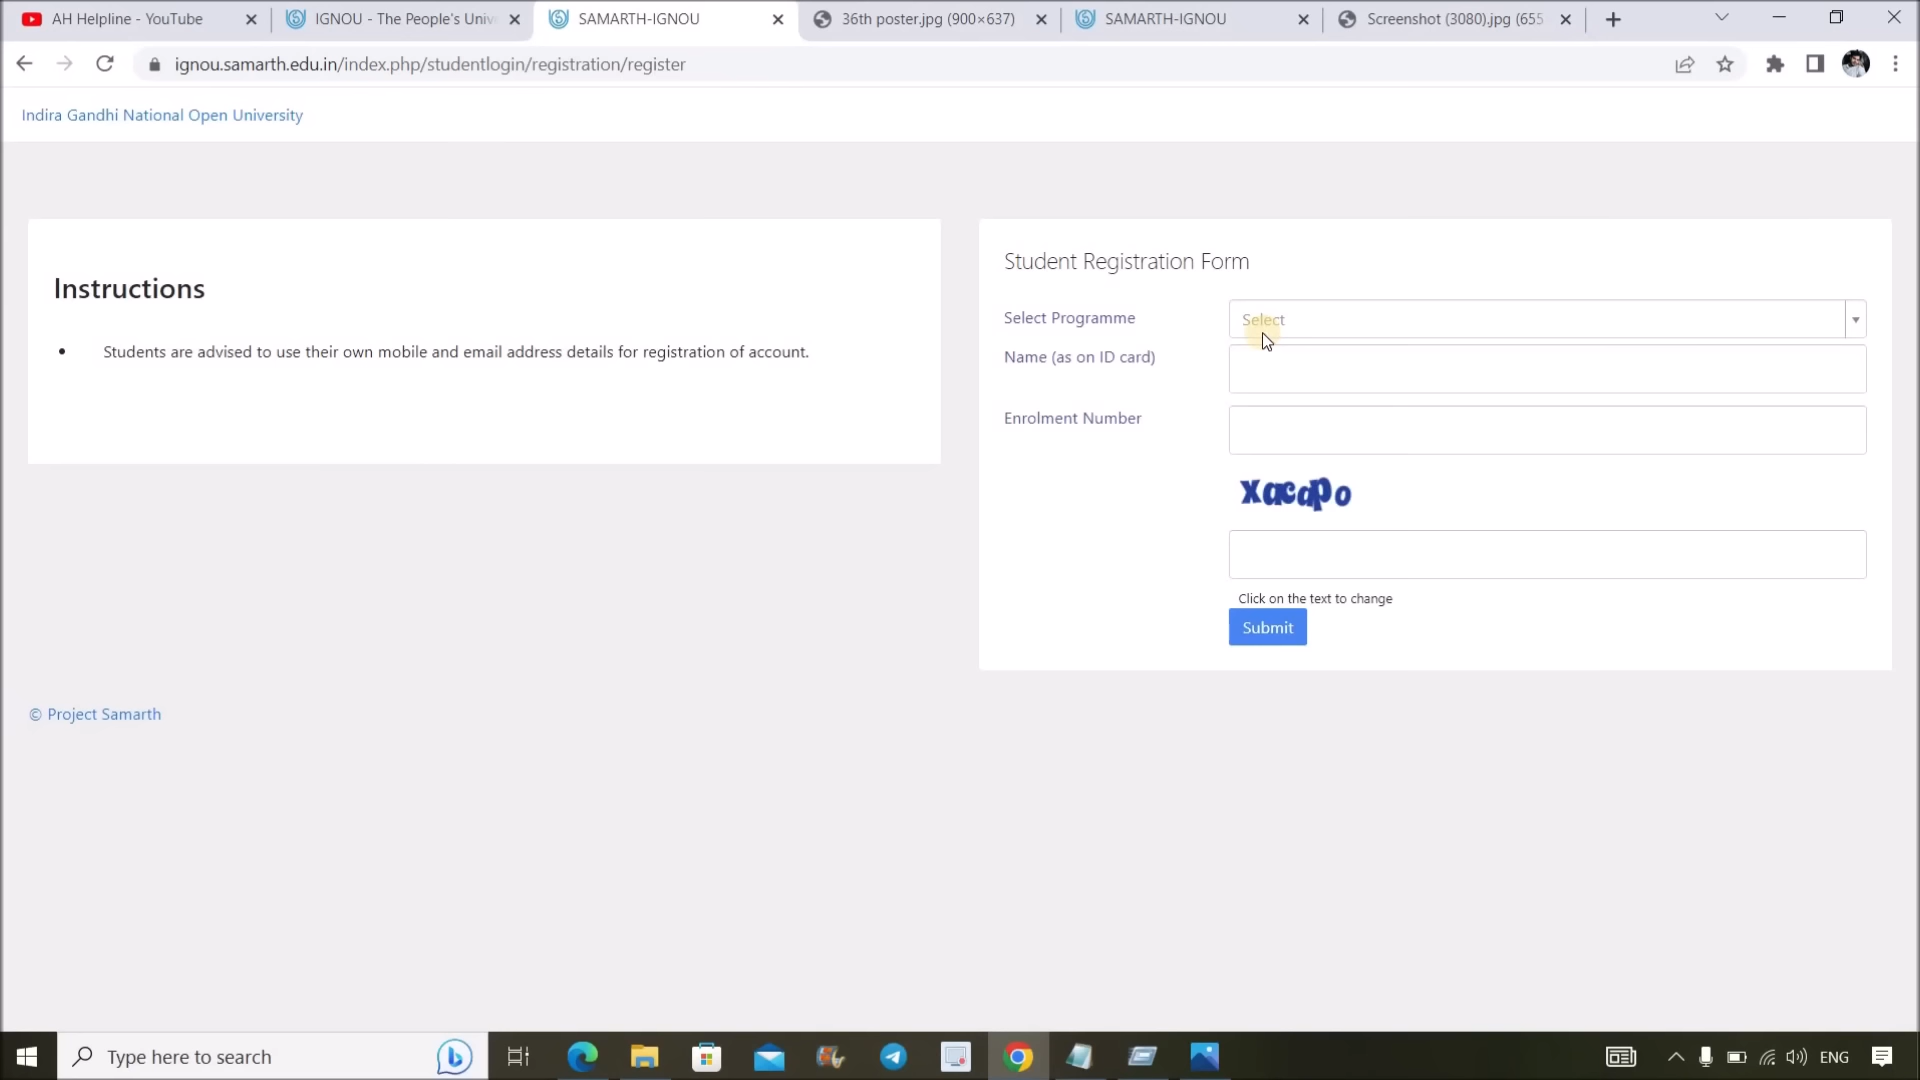 AH Helpline - YouTube
IGNOU - The People's Univ
SAMARTH-IGNOU
36th poster.jpg (900×637)
SAMARTH-IGNOU
Screenshot (3080).jpg (655
ignou.samarth.edu.in/index.php/studentlogin/registration/register
Indira Gandhi National Open University
Instructions
• Students are advised to use their own mobile and email address details for registration of account.
Student Registration Form
Select Programme
Select
Name (as on ID card)
Enrolment Number
xacapo
Click on the text to change
Submit
© Project Samarth
Type here to search
ENG